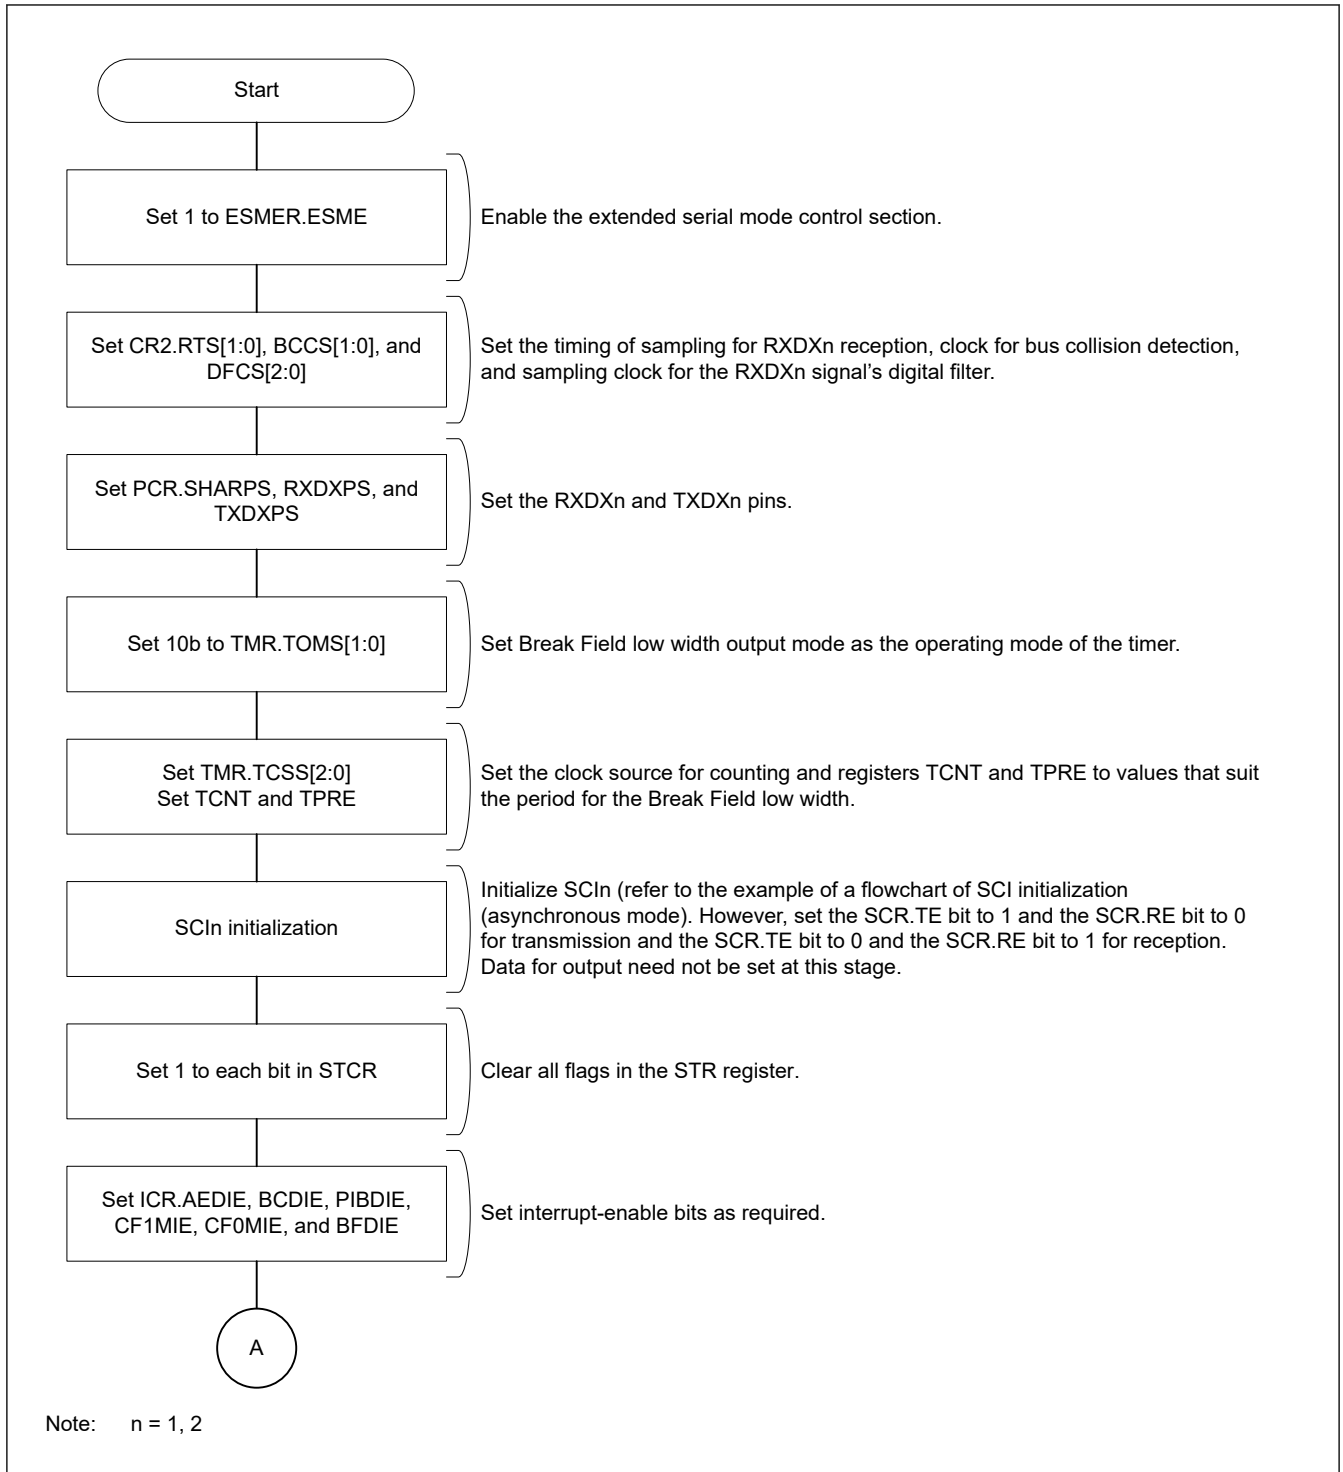 Start
Set 1 to ESMER.ESME
Enable the extended serial mode control section.
Set CR2.RTS[1:0], BCCS[1:0], and
DFCS[2:0]
Set the timing of sampling for RXDXn reception, clock for bus collision detection,
and sampling clock for the RXDXn signal’s digital filter.
Set PCR.SHARPS, RXDXPS, and
TXDXPS
Set the RXDXn and TXDXn pins.
Set 10b to TMR.TOMS[1:0]
Set Break Field low width output mode as the operating mode of the timer.
Set TMR.TCSS[2:0]
Set TCNT and TPRE
Set the clock source for counting and registers TCNT and TPRE to values that suit
the period for the Break Field low width.
SCIn initialization
Initialize SCIn (refer to the example of a flowchart of SCI initialization
(asynchronous mode). However, set the SCR.TE bit to 1 and the SCR.RE bit to 0
for transmission and the SCR.TE bit to 0 and the SCR.RE bit to 1 for reception.
Data for output need not be set at this stage.
Set 1 to each bit in STCR
Clear all flags in the STR register.
Set ICR.AEDIE, BCDIE, PIBDIE,
CF1MIE, CF0MIE, and BFDIE
Set interrupt-enable bits as required.
A
Note: n = 1, 2